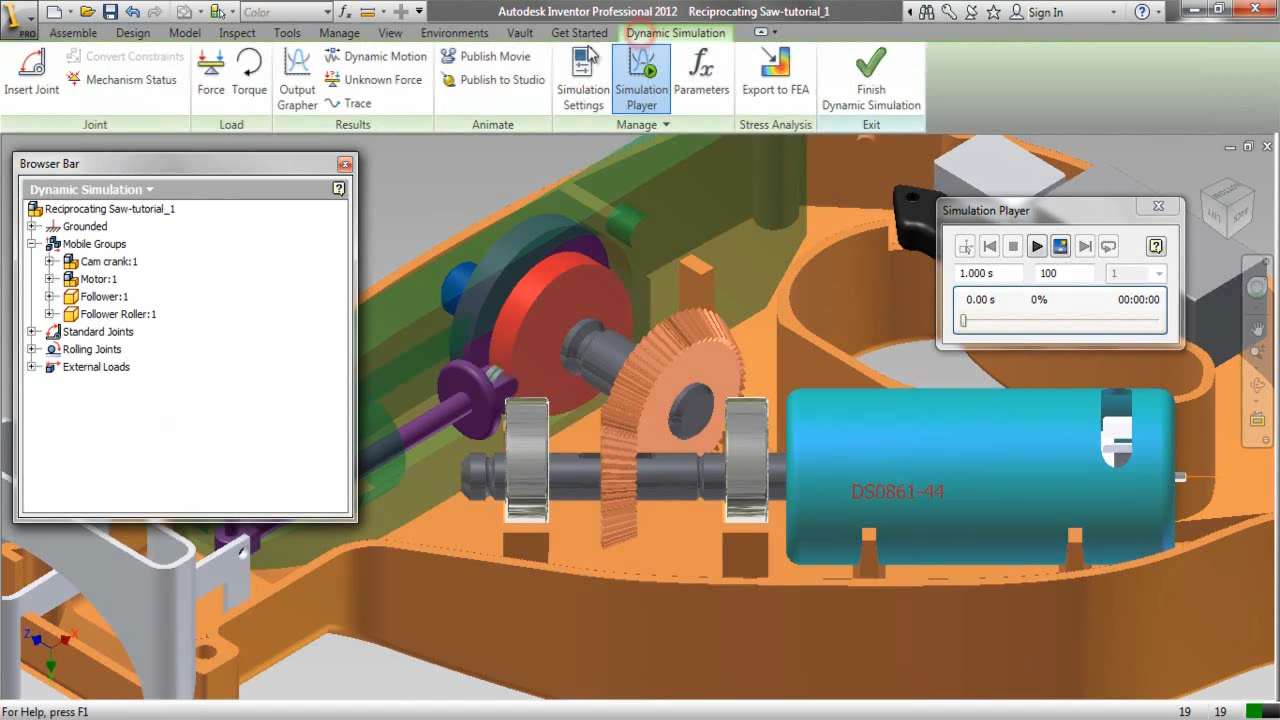 PRO
Color
Autodesk Inventor Professional 2012 Reciprocating Saw-tutorial_1
Sign In
Assemble Design Model Inspect Tools Manage View Environments Vault Get Started Dynamic Simulation
Insert Joint
Convert Constraints
Mechanism Status
Joint
Force
Torque
Load
Output Grapher
Dynamic Motion
Unknown Force
Trace
Results
Publish Movie
Publish to Studio
Animate
Simulation Settings
Simulation Player
fx
Parameters
Manage
Export to FEA
Stress Analysis
Finish
Dynamic Simulation
Exit
Browser Bar
Dynamic Simulation
Reciprocating Saw-tutorial_1
Grounded
Mobile Groups
Cam crank:1
Motor:1
Follower:1
Follower Roller:1
Standard Joints
Rolling Joints
External Loads
Simulation Player
1.000 s 100 1
0.00 s 0% 00:00:00
DS0861-44
Z X
For Help, press F1
19 19